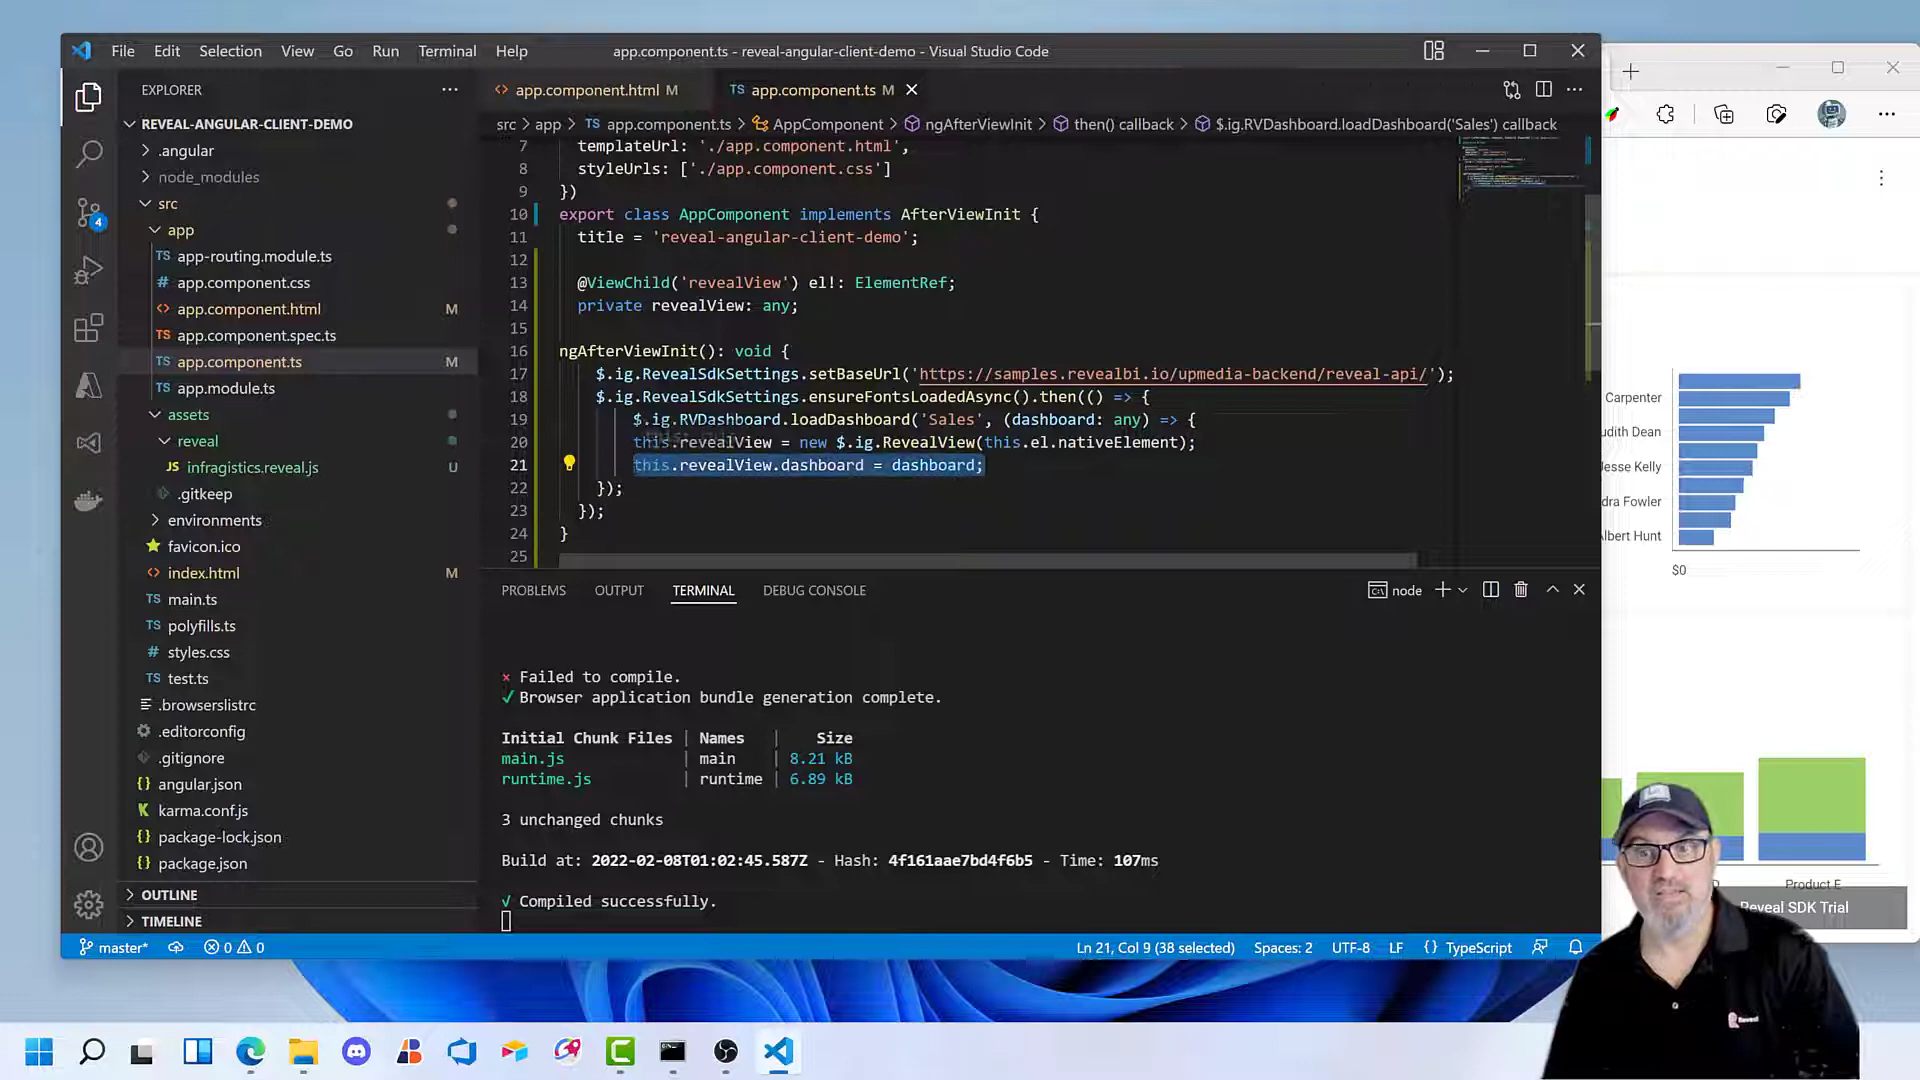 File Edit Selection View Go Run Terminal Help
app.component.ts - reveal-angular-client-demo - Visual Studio Code
EXPLORER
REVEAL-ANGULAR-CLIENT-DEMO
.angular
node_modules
src
app
app-routing.module.ts
app.component.css
app.component.html M
app.component.spec.ts
app.component.ts M
app.module.ts
assets
reveal
infragistics.reveal.js U
.gitkeep
environments
favicon.ico
index.html M
main.ts
polyfills.ts
styles.css
test.ts
.browserslistrc
.editorconfig
.gitignore
angular.json
karma.conf.js
package-lock.json
package.json
OUTLINE
TIMELINE
4
app.component.html M
TS app.component.ts M
src > app > TS app.component.ts > AppComponent > ngAfterViewInit > then() callback > $.ig.RVDashboard.loadDashboard('Sales') callback
7 templateUrl: './app.component.html',
8 styleUrls: ['./app.component.css']
9 })
10 export class AppComponent implements AfterViewInit {
11 title = 'reveal-angular-client-demo';
12
13 @ViewChild('revealView') el!: ElementRef;
14 private revealView: any;
15
16 ngAfterViewInit(): void {
17 $.ig.RevealSdkSettings.setBaseUrl('https://samples.revealbi.io/upmedia-backend/reveal-api/');
18 $.ig.RevealSdkSettings.ensureFontsLoadedAsync().then(() => {
19 $.ig.RVDashboard.loadDashboard('Sales', (dashboard: any) => {
20 this.revealView = new $.ig.RevealView(this.el.nativeElement);
21 this.revealView.dashboard = dashboard;
22 });
23 });
24 }
25
PROBLEMS OUTPUT TERMINAL DEBUG CONSOLE
node
× Failed to compile.
√ Browser application bundle generation complete.
Initial Chunk Files | Names | Size
main.js | main | 8.21 kB
runtime.js | runtime | 6.89 kB
3 unchanged chunks
Build at: 2022-02-08T01:02:45.587Z - Hash: 4f161aae7bd4f6b5 - Time: 107ms
√ Compiled successfully.
master* 0 0
Ln 21, Col 9 (38 selected) Spaces: 2 UTF-8 LF {} TypeScript
Carpenter
udith Dean
esse Kelly
dra Fowler
lbert Hunt
$0
D
Product E
Reveal SDK Trial
Reveal